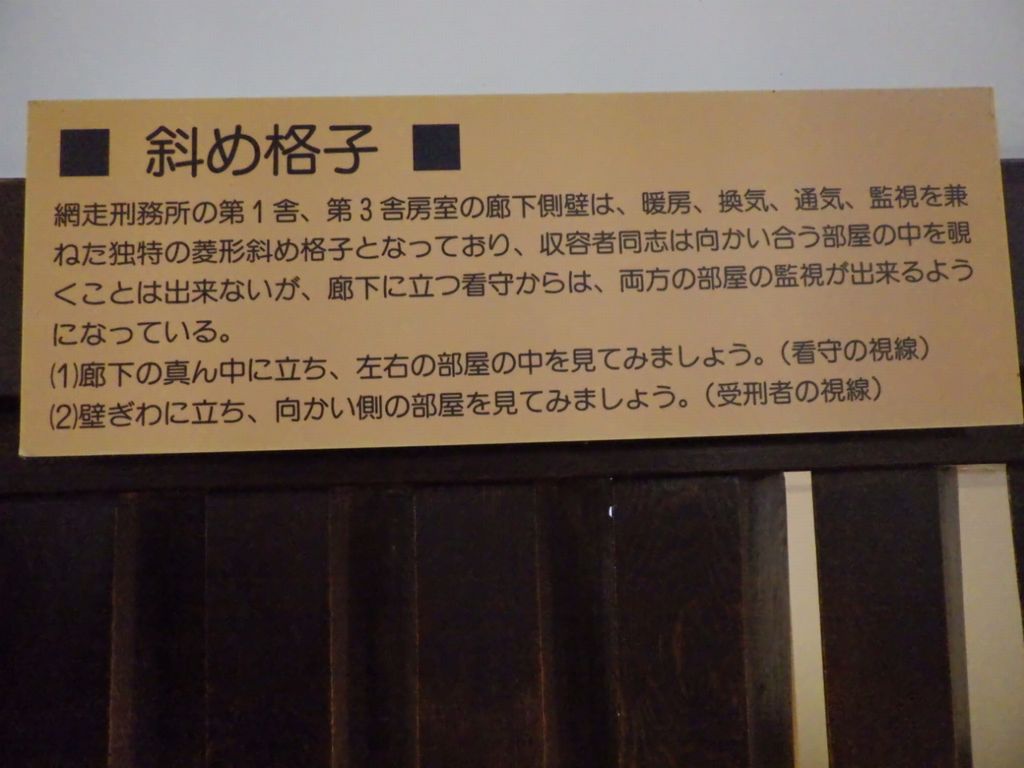 ■ 斜め格子 ■
網走刑務所の第1舎、第3舎房室の廊下側壁は、暖房、換気、通気、監視を兼
ねた独特の菱形斜め格子となっており、収容者同志は向かい合う部屋の中を覗
くことは出来ないが、廊下に立つ看守からは、両方の部屋の監視が出来るよう
になっている。
⑴廊下の真ん中に立ち、左右の部屋の中を見てみましょう。（看守の視線）
⑵壁ぎわに立ち、向かい側の部屋を見てみましょう。（受刑者の視線）